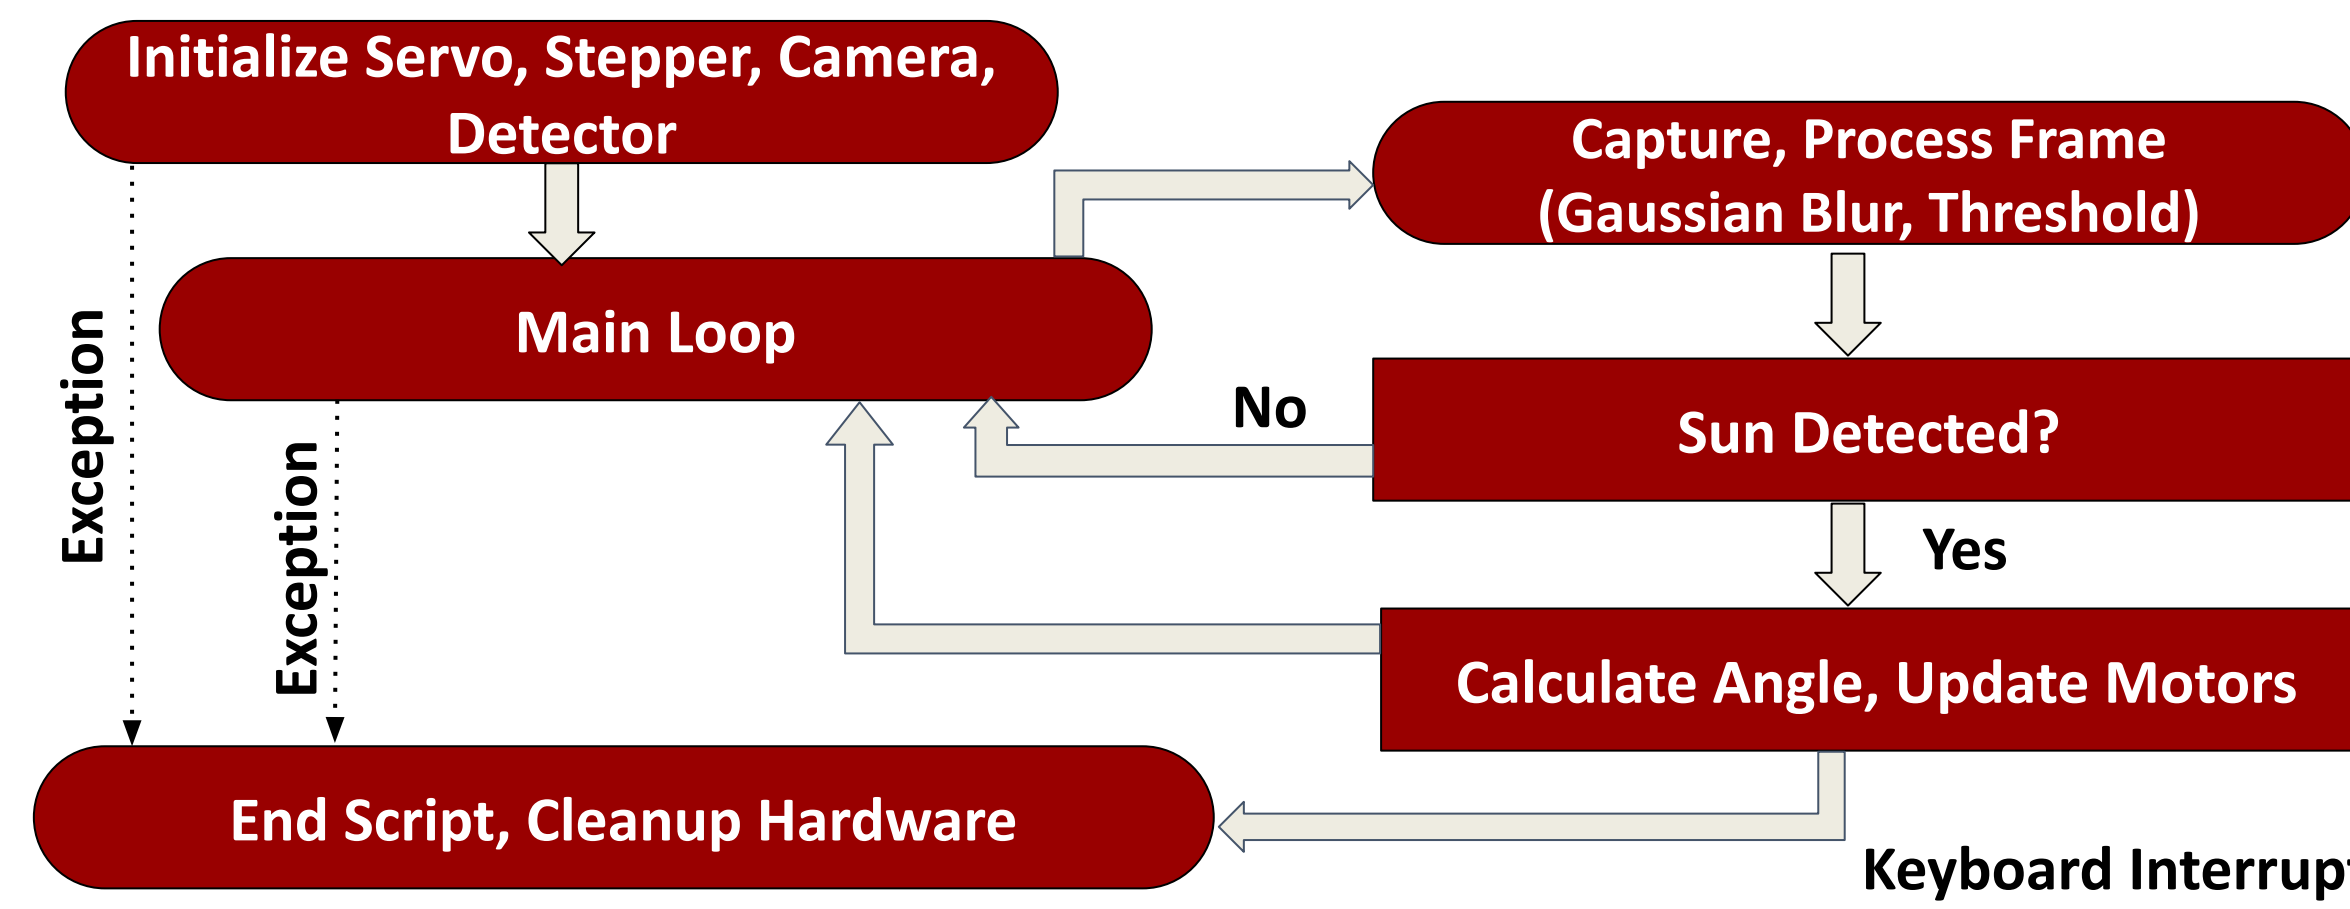 Initialize Servo, Stepper, Camera,
Detector
Capture, Process Frame
(Gaussian Blur, Threshold)
Main Loop
No
Sun Detected?
Exception
Exception
Yes
Calculate Angle, Update Motors
End Script, Cleanup Hardware
Keyboard Interrupt